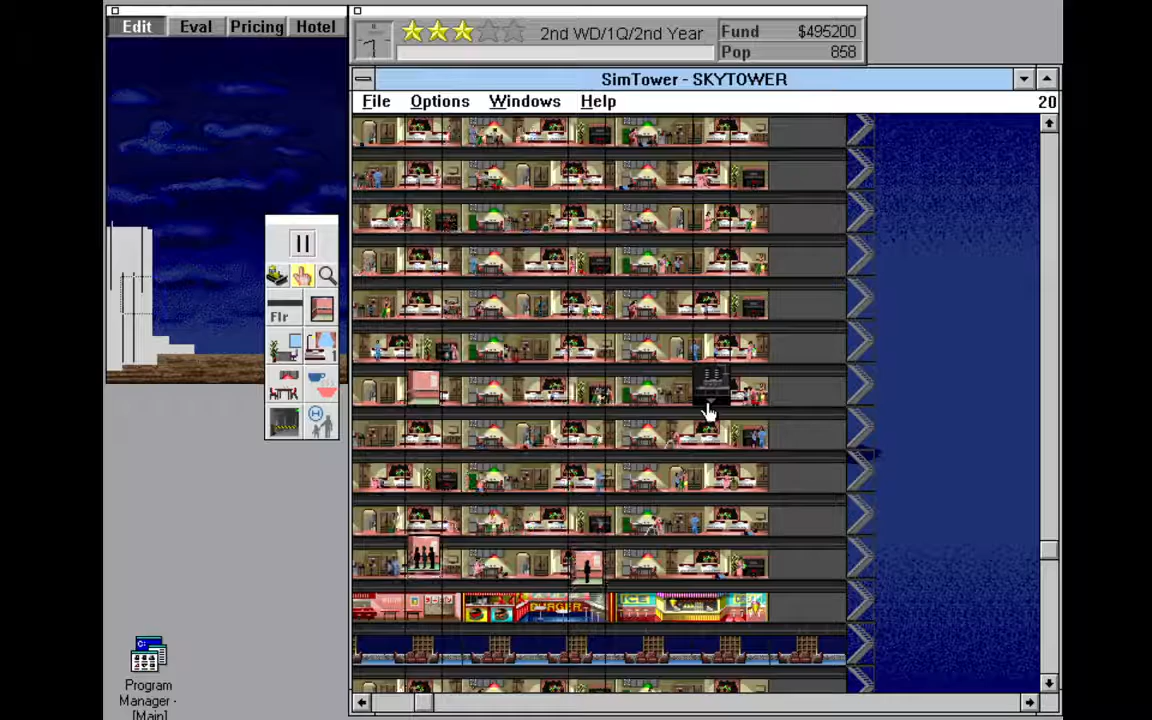 Edit Eval Pricing Hotel
2nd WD/1Q/2nd Year
Fund $495200
Pop 858
SimTower - SKYTOWER
File Options Windows Help
20
Flr
1
H
BURGER
ICE
Program
Manager -
[Main]